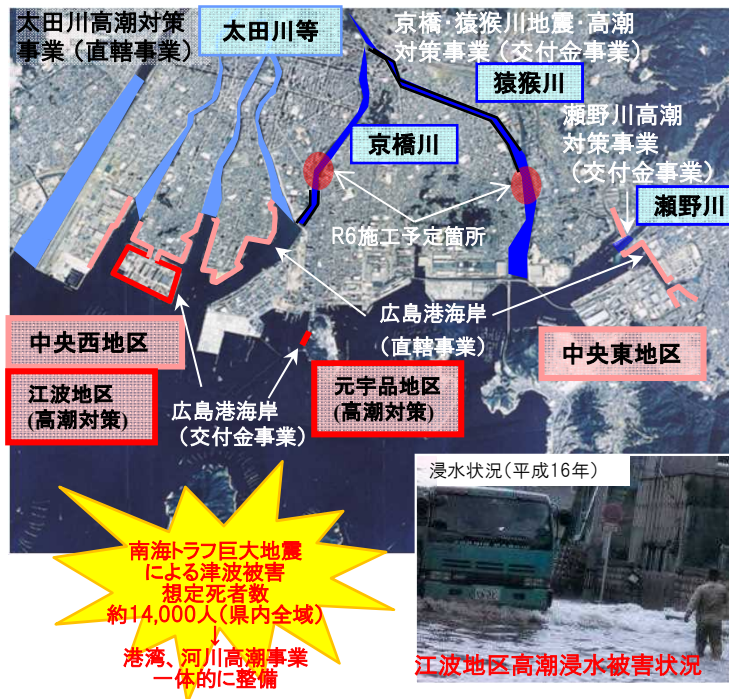 太田川高潮対策
事業（直轄事業）
太田川等
京橋・猿猴川地震・高潮
対策事業（交付金事業）
猿猴川
瀬野川高潮
対策事業
（交付金事業）
京橋川
瀬野川
R6施工予定箇所
広島港海岸
（直轄事業）
中央西地区
中央東地区
江波地区
(高潮対策)
広島港海岸
（交付金事業）
元宇品地区
(高潮対策)
浸水状況（平成16年）
南海トラフ巨大地震
による津波被害
想定死者数
約14,000人（県内全域）
↓
港湾、河川高潮事業
一体的に整備
江波地区高潮浸水被害状況